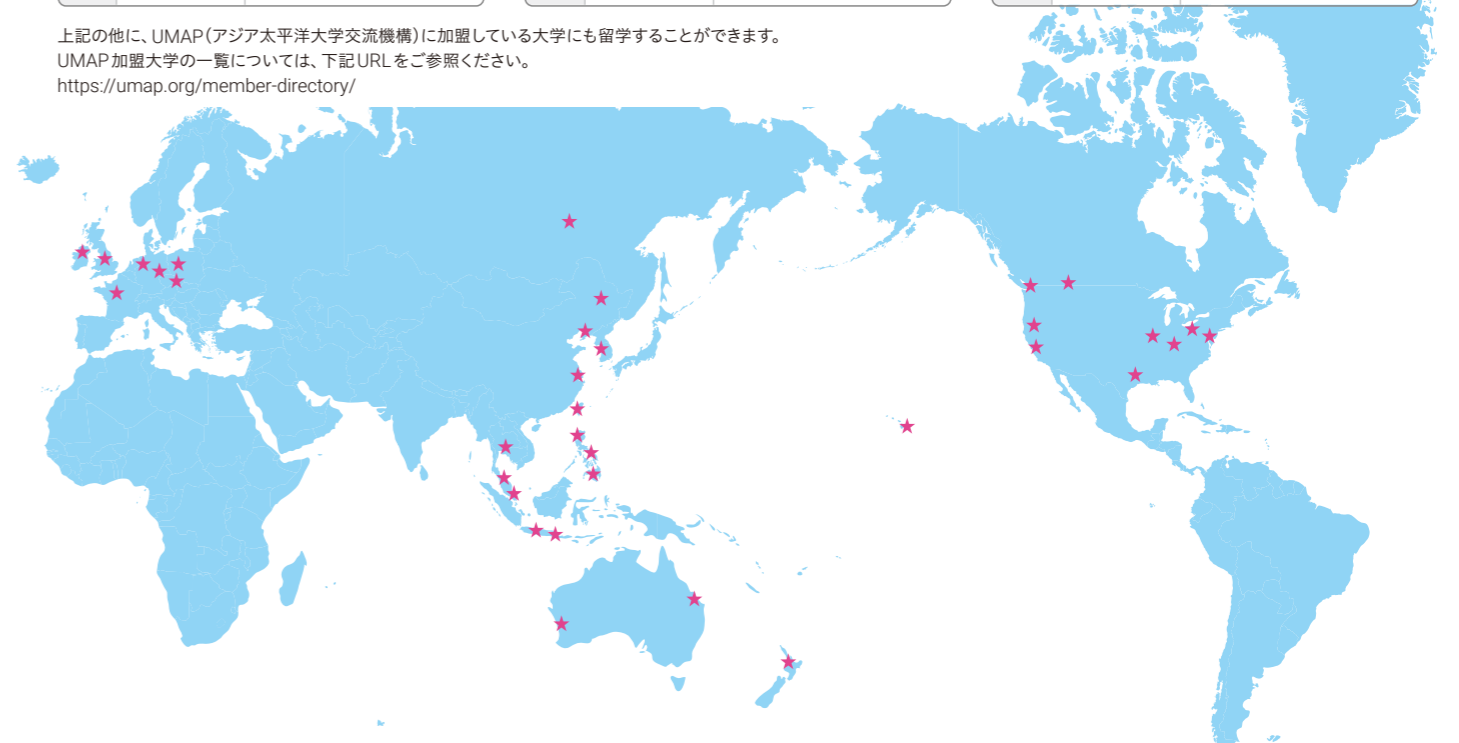 上記の他に、UMAP(アジア太平洋大学交流機構)に加盟している大学にも留学することができます。
UMAP加盟大学の一覧については、下記URLをご参照ください。
https://umap.org/member-directory/